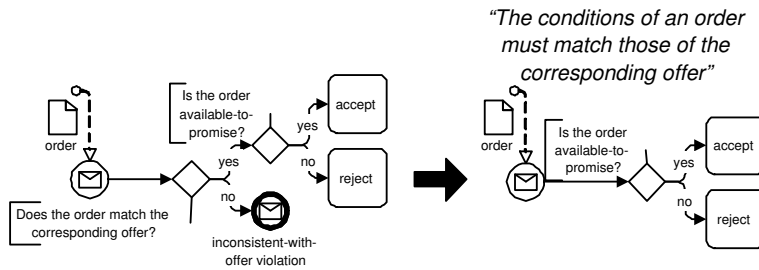 “The conditions of an order
must match those of the
corresponding offer”
Is the order
available-to-
promise?
accept
yes
no
reject
order
yes
no
Does the order match the
corresponding offer?
inconsistent-with-
offer violation
order
Is the order
available-to-
promise?
yes
accept
no
reject